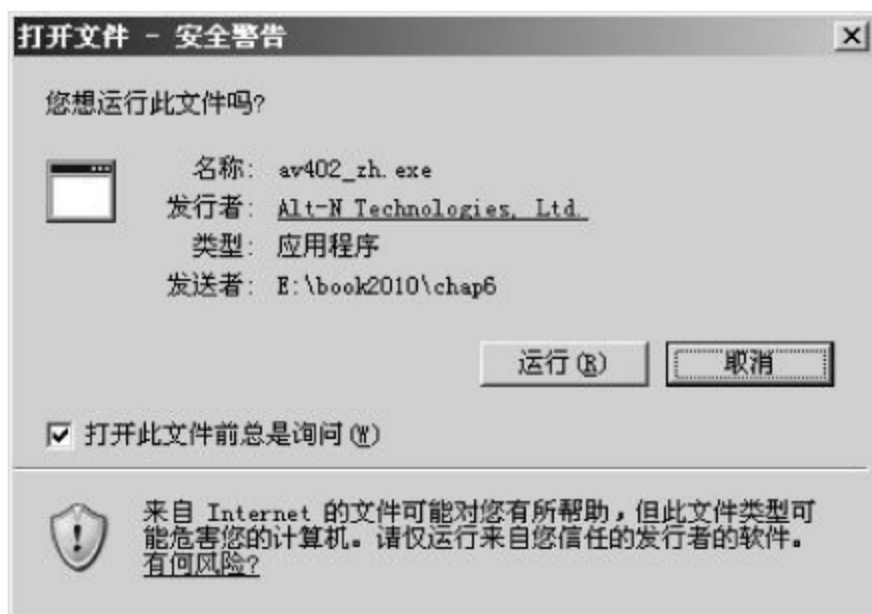 打开文件 - 安全警告
您想运行此文件吗?
名称: av402_zh.exe
发行者: Alt-N Technologies, Ltd.
类型: 应用程序
发送者: E:\book2010\chap6
运行(R) 取消
打开此文件前总是询问(W)
来自 Internet 的文件可能对您有所帮助，但此文件类型可
能危害您的计算机。请仅运行来自您信任的发行者的软件。
有何风险?